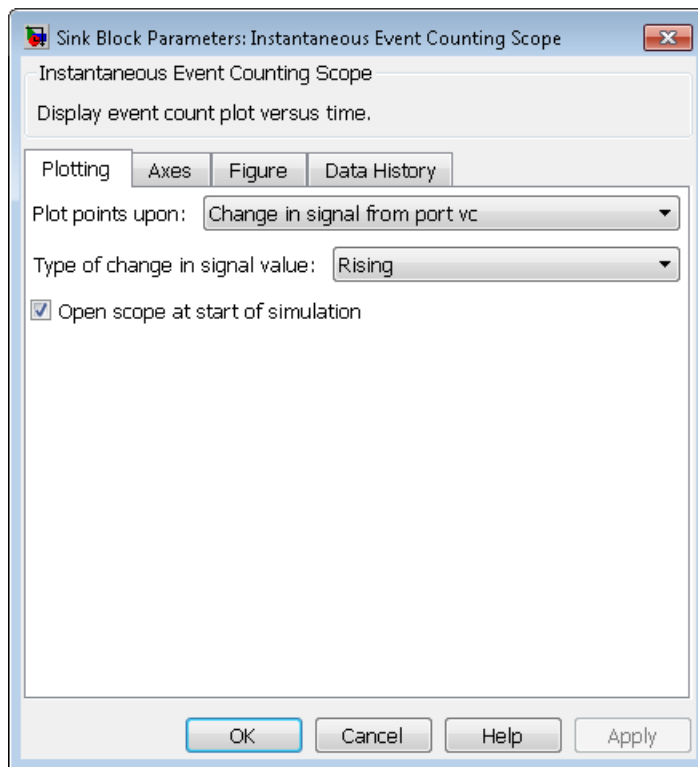 Sink Block Parameters: Instantaneous Event Counting Scope
Instantaneous Event Counting Scope
Display event count plot versus time.
Plotting Axes Figure Data History
Plot points upon: Change in signal from port vc
Type of change in signal value: Rising
Open scope at start of simulation
OK Cancel Help Apply